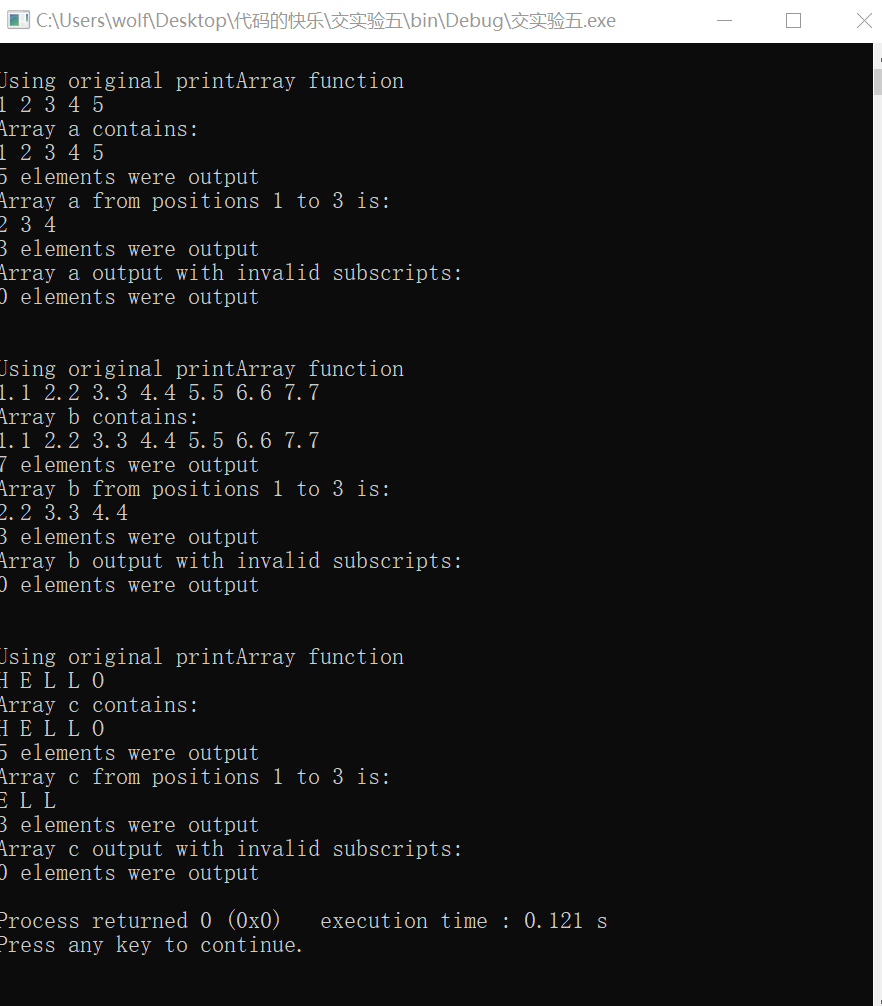 C:\Users\wolf\Desktop\代码的快乐\交实验五\bin\Debug\交实验五.exe
Using original printArray function
1 2 3 4 5
Array a contains:
1 2 3 4 5
5 elements were output
Array a from positions 1 to 3 is:
2 3 4
3 elements were output
Array a output with invalid subscripts:
0 elements were output
Using original printArray function
1.1 2.2 3.3 4.4 5.5 6.6 7.7
Array b contains:
1.1 2.2 3.3 4.4 5.5 6.6 7.7
7 elements were output
Array b from positions 1 to 3 is:
2.2 3.3 4.4
3 elements were output
Array b output with invalid subscripts:
0 elements were output
Using original printArray function
H E L L O
Array c contains:
H E L L O
5 elements were output
Array c from positions 1 to 3 is:
E L L
3 elements were output
Array c output with invalid subscripts:
0 elements were output
Process returned 0 (0x0)   execution time : 0.121 s
Press any key to continue.